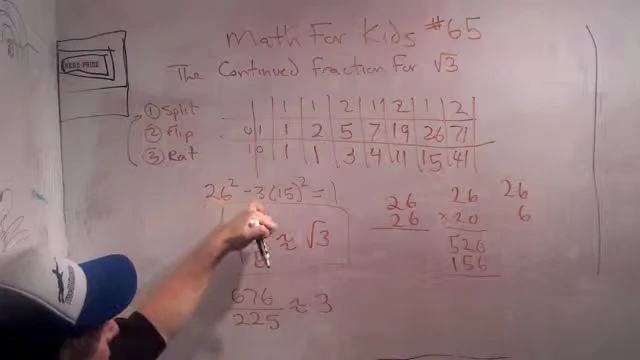 Math For Kids #65
The Continued Fraction for √3
① Split
② Flip
③ Rat
1 1 2 1 2 1 2
0 1 1 2 5 7 19 26 71
1 0 1 1 3 4 11 15 41
26² - 3(15)² = 1
≈ √3
676/225 ≈ 3
26
26
26
× 20
520
156
26
6